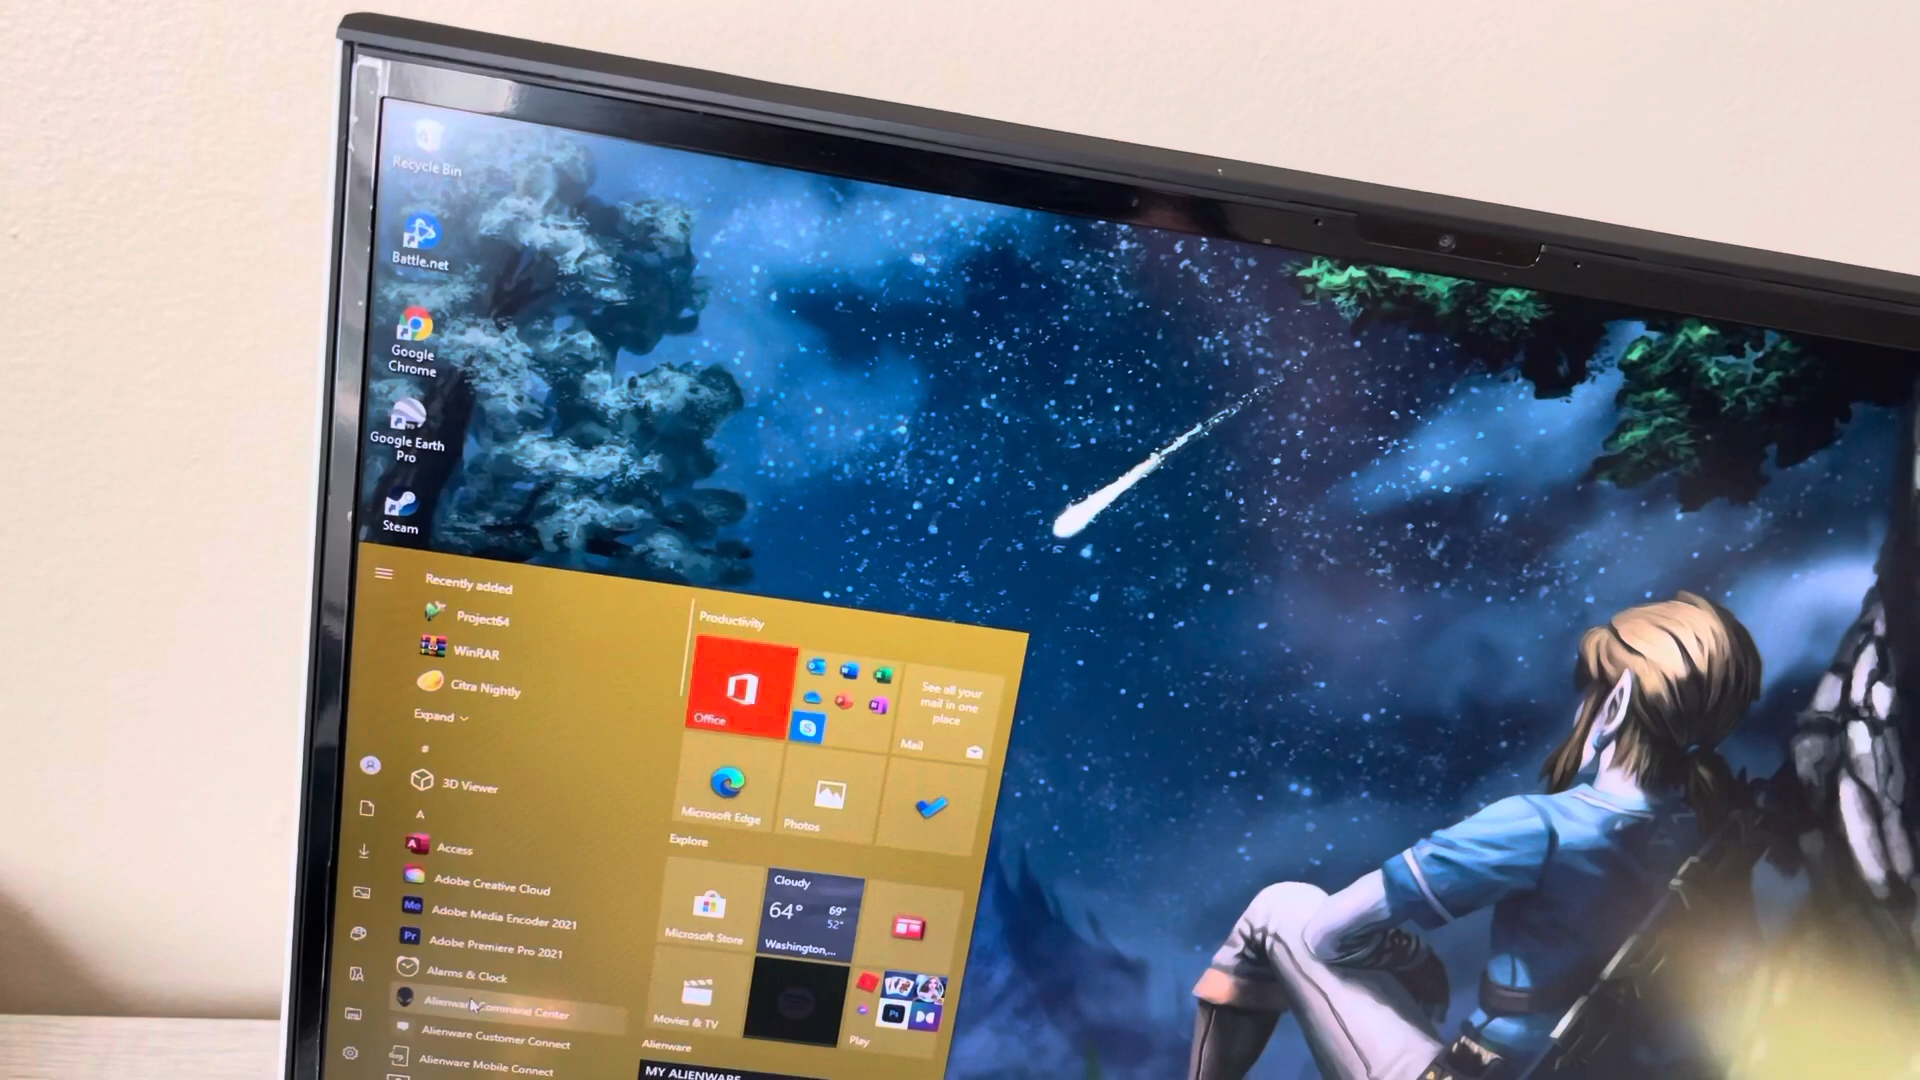 Recycle Bin
Battle.net
Google
Chrome
Google Earth
Pro
Steam
Recently added
Project64
WinRAR
Citra Nightly
Expand
#
3D Viewer
A
Access
Adobe Creative Cloud
Adobe Media Encoder 2021
Adobe Premiere Pro 2021
Alarms & Clock
Alienware Command Center
Alienware Customer Connect
Alienware Mobile Connect
Productivity
Office
See all your
mail in one
place
Mail
Microsoft Edge
Photos
Explore
Microsoft Store
Cloudy
64°
69°
52°
Washington,...
Movies & TV
Play
Alienware
MY ALIENWARE